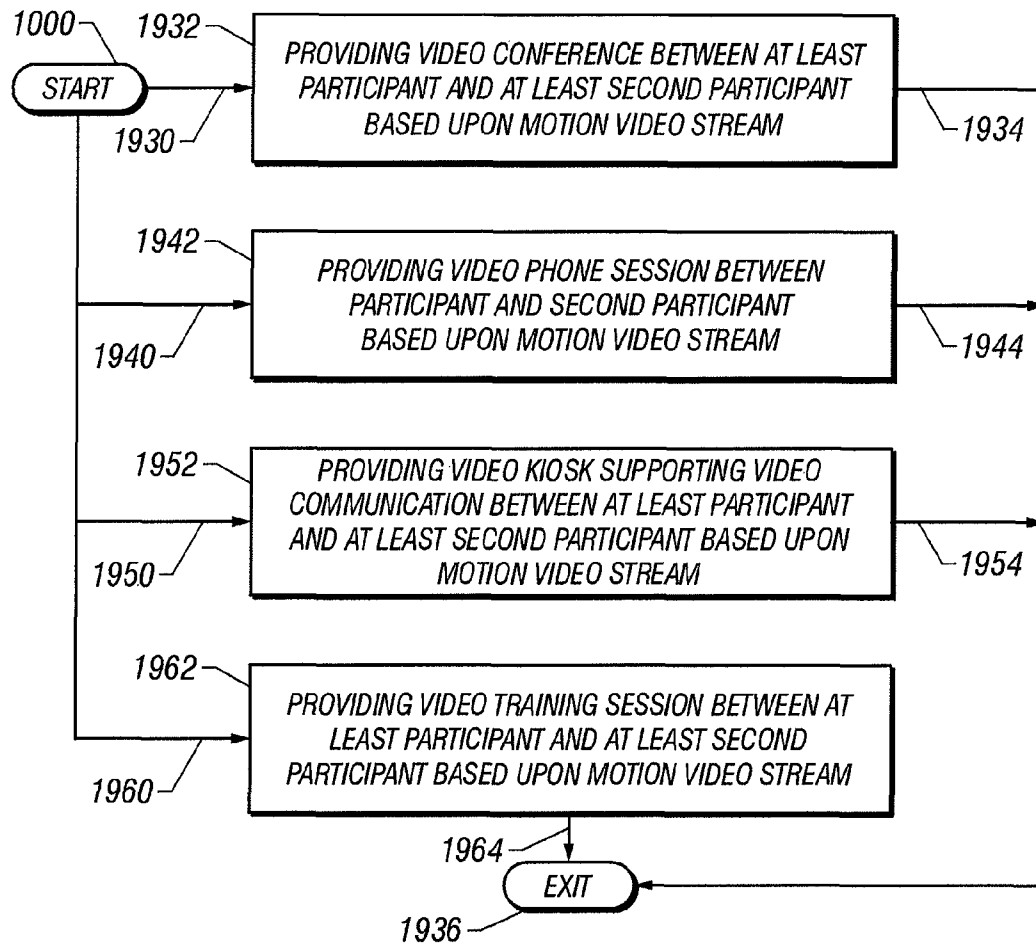 1000
START
1930
1932
PROVIDING VIDEO CONFERENCE BETWEEN AT LEAST
PARTICIPANT AND AT LEAST SECOND PARTICIPANT
BASED UPON MOTION VIDEO STREAM
1934
1942
PROVIDING VIDEO PHONE SESSION BETWEEN
PARTICIPANT AND SECOND PARTICIPANT
BASED UPON MOTION VIDEO STREAM
1940
1944
1952
PROVIDING VIDEO KIOSK SUPPORTING VIDEO
COMMUNICATION BETWEEN AT LEAST PARTICIPANT
AND AT LEAST SECOND PARTICIPANT BASED UPON
MOTION VIDEO STREAM
1950
1954
1962
PROVIDING VIDEO TRAINING SESSION BETWEEN AT
LEAST PARTICIPANT AND AT LEAST SECOND
PARTICIPANT BASED UPON MOTION VIDEO STREAM
1960
1964
EXIT
1936